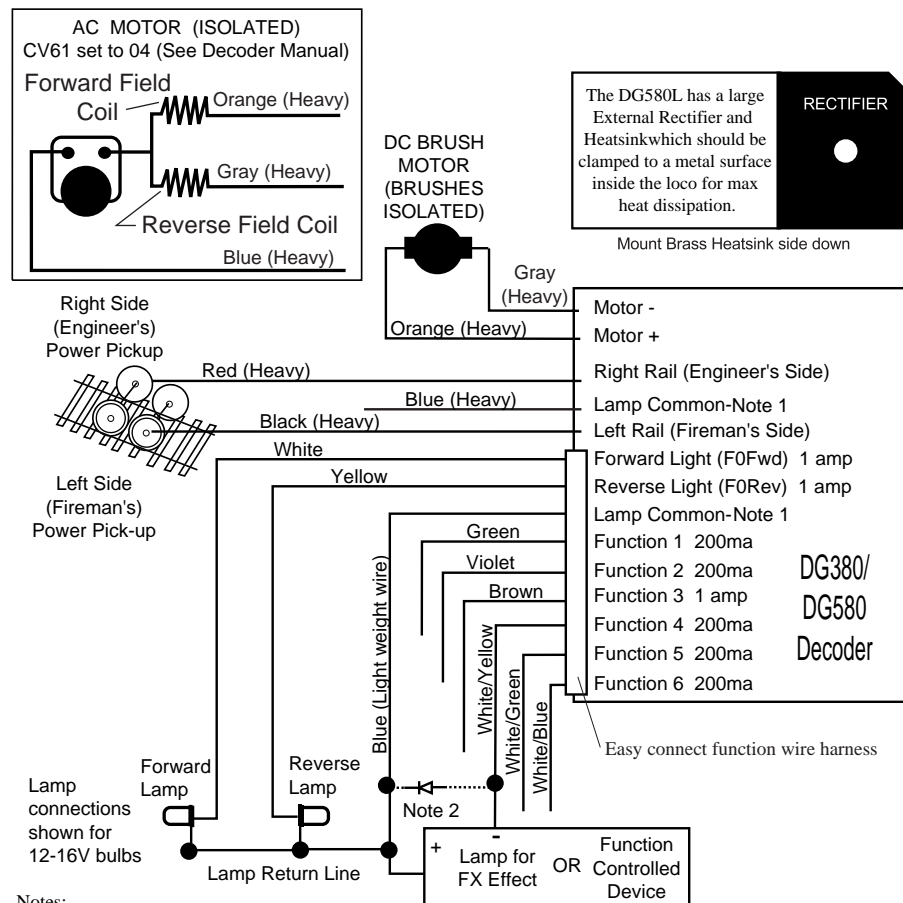 AC MOTOR (ISOLATED)
CV61 set to 04 (See Decoder Manual)
Forward Field
Coil
Orange (Heavy)
Gray (Heavy)
Reverse Field Coil
Blue (Heavy)
The DG580L has a large
External Rectifier and
Heatsinkwhich should be
clamped to a metal surface
inside the loco for max
heat dissipation.
RECTIFIER
Mount Brass Heatsink side down
DC BRUSH
MOTOR
(BRUSHES
ISOLATED)
Gray
(Heavy)
Orange (Heavy)
Motor -
Motor +
Right Side
(Engineer's)
Power Pickup
Red (Heavy)
Right Rail (Engineer's Side)
Blue (Heavy)
Lamp Common-Note 1
Black (Heavy)
Left Rail (Fireman's Side)
Left Side
(Fireman's)
Power Pick-up
White
Forward Light (F0Fwd) 1 amp
Yellow
Reverse Light (F0Rev) 1 amp
Lamp Common-Note 1
Green
Function 1 200ma
Violet
Function 2 200ma
Brown
Function 3 1 amp
Function 4 200ma
Function 5 200ma
Function 6 200ma
DG380/
DG580
Decoder
Blue (Light weight wire)
White/Yellow
White/Green
White/Blue
Easy connect function wire harness
Lamp
connections
shown for
12-16V bulbs
Forward
Lamp
Reverse
Lamp
Note 2
Lamp Return Line
+
-
Lamp for
FX Effect
OR
Function
Controlled
Device
Notes: